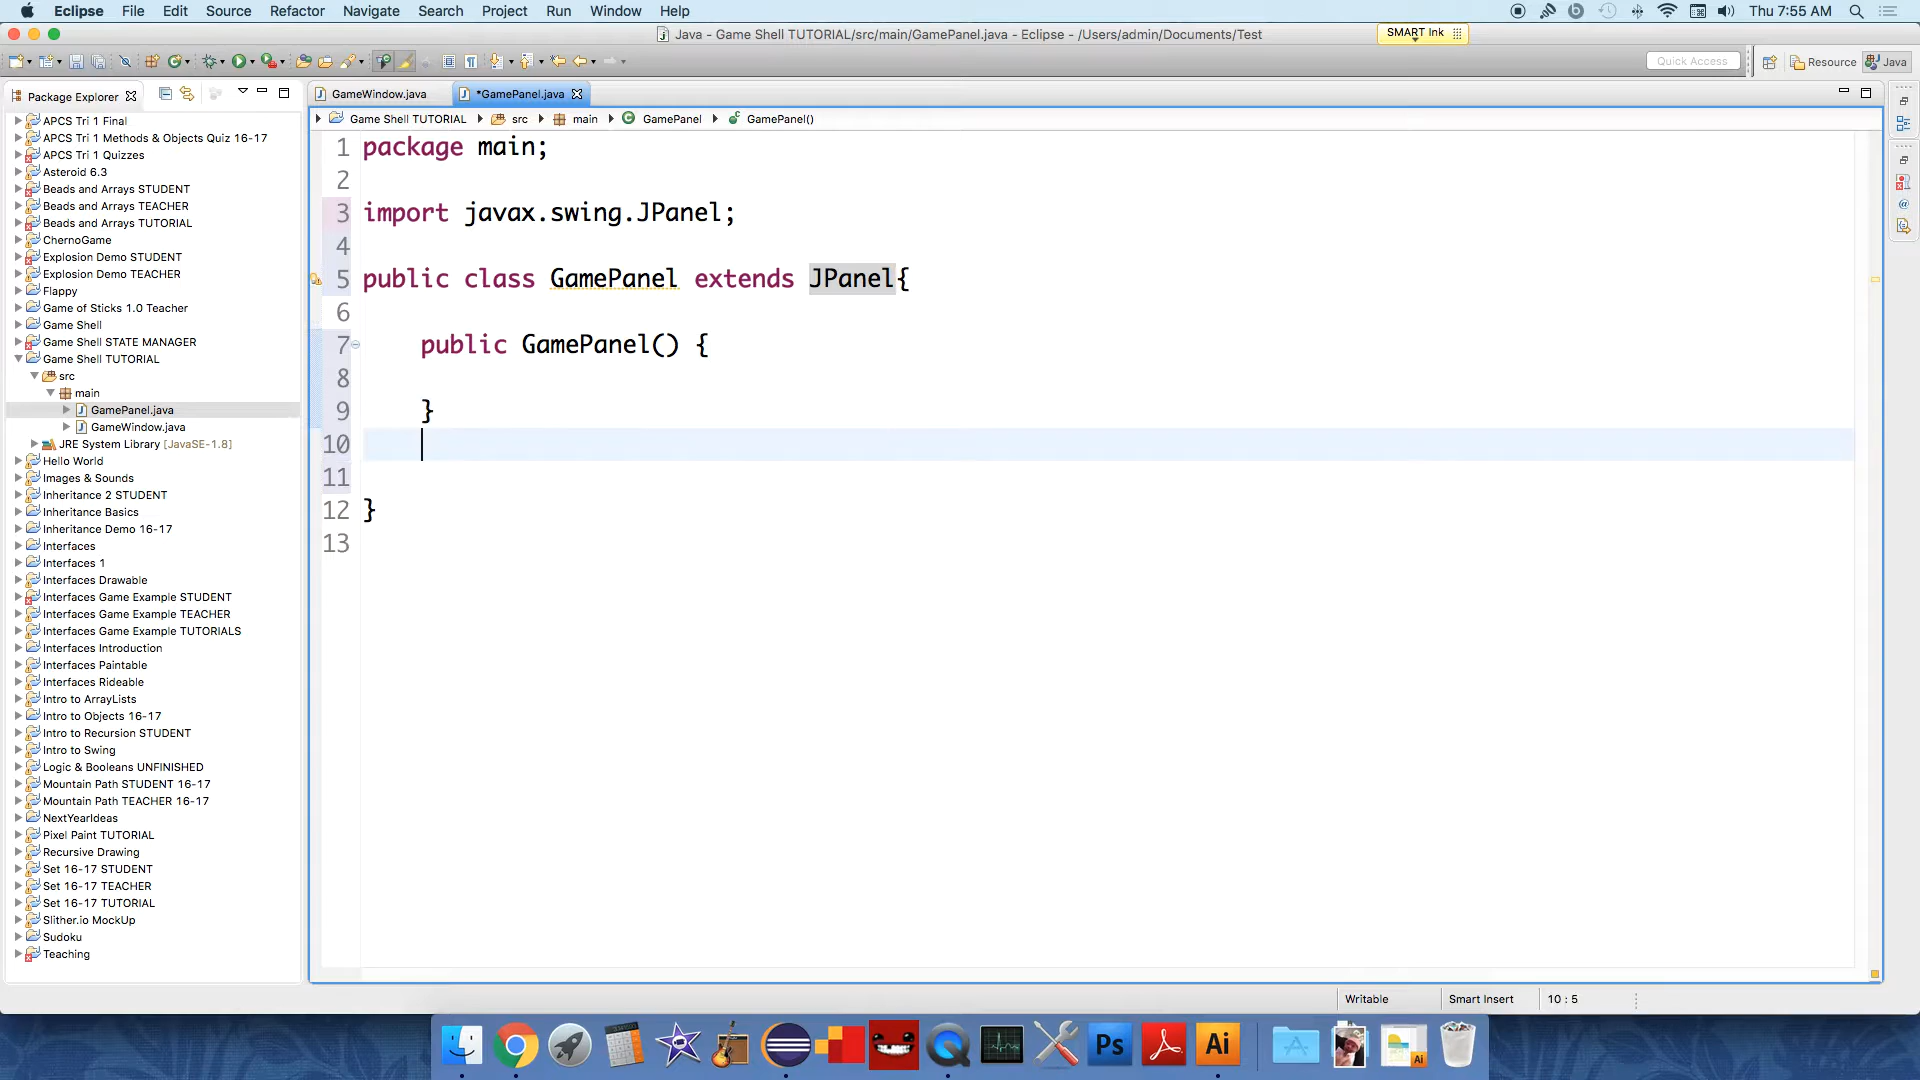 Eclipse File Edit Source Refactor Navigate Search Project Run Window Help Thu 7:55 AM
Java - Game Shell TUTORIAL/src/main/GamePanel.java - Eclipse - /Users/admin/Documents/Test SMART Ink
Quick Access Resource Java
Package Explorer GameWindow.java *GamePanel.java
Game Shell TUTORIAL src main GamePanel GamePanel()
APCS Tri 1 Final
APCS Tri 1 Methods & Objects Quiz 16-17
APCS Tri 1 Quizzes
Asteroid 6.3
Beads and Arrays STUDENT
Beads and Arrays TEACHER
Beads and Arrays TUTORIAL
ChernoGame
Explosion Demo STUDENT
Explosion Demo TEACHER
Flappy
Game of Sticks 1.0 Teacher
Game Shell
Game Shell STATE MANAGER
Game Shell TUTORIAL
src
main
GamePanel.java
GameWindow.java
JRE System Library [JavaSE-1.8]
Hello World
Images & Sounds
Inheritance 2 STUDENT
Inheritance Basics
Inheritance Demo 16-17
Interfaces
Interfaces 1
Interfaces Drawable
Interfaces Game Example STUDENT
Interfaces Game Example TEACHER
Interfaces Game Example TUTORIALS
Interfaces Introduction
Interfaces Paintable
Interfaces Rideable
Intro to ArrayLists
Intro to Objects 16-17
Intro to Recursion STUDENT
Intro to Swing
Logic & Booleans UNFINISHED
Mountain Path STUDENT 16-17
Mountain Path TEACHER 16-17
NextYearIdeas
Pixel Paint TUTORIAL
Recursive Drawing
Set 16-17 STUDENT
Set 16-17 TEACHER
Set 16-17 TUTORIAL
Slither.io MockUp
Sudoku
Teaching
1 package main;
2
3 import javax.swing.JPanel;
4
5 public class GamePanel extends JPanel{
6
7 public GamePanel() {
8
9 }
10
11
12 }
13
Writable Smart Insert 10 : 5
Ps Ai Ai